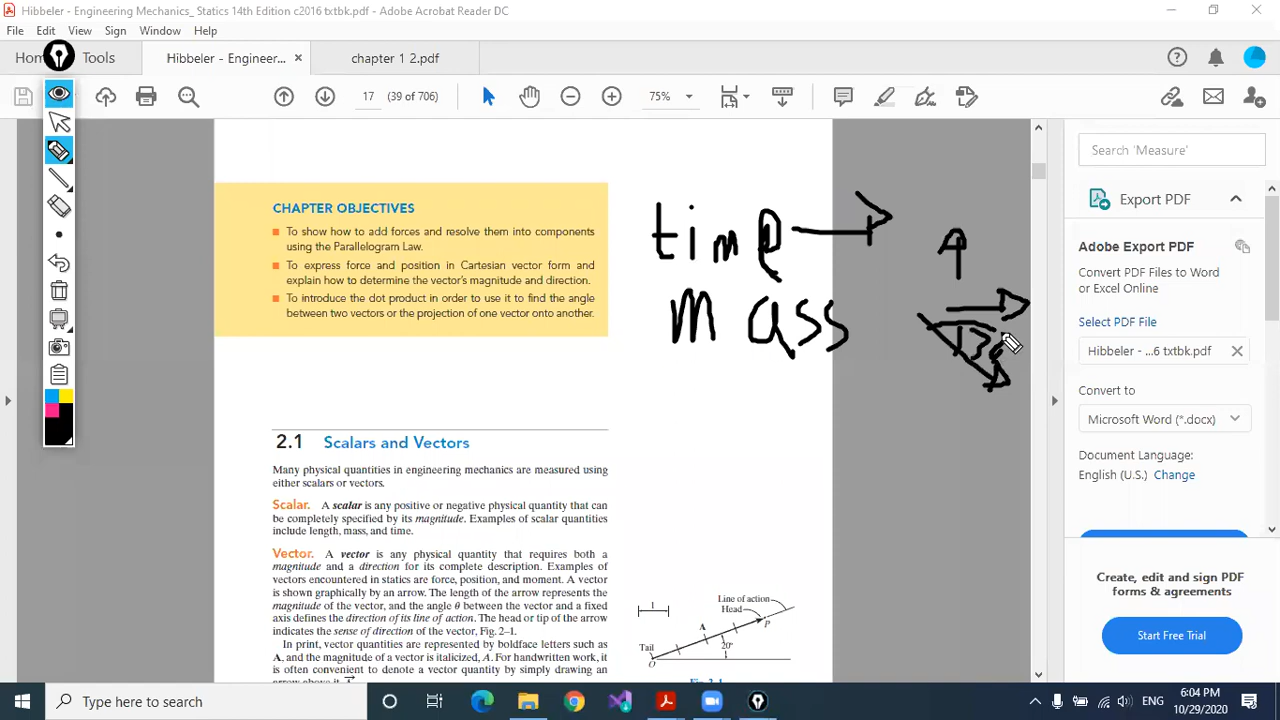 Hibbeler - Engineering Mechanics_ Statics 14th Edition c2016 txtbk.pdf - Adobe Acrobat Reader DC
File Edit View Sign Window Help
Hom Tools Hibbeler - Engineer... × chapter 1 2.pdf
17 (39 of 706) 75%
CHAPTER OBJECTIVES
To show how to add forces and resolve them into components
using the Parallelogram Law.
To express force and position in Cartesian vector form and
explain how to determine the vector's magnitude and direction.
To introduce the dot product in order to use it to find the angle
between two vectors or the projection of one vector onto another.
time
mass
2.1 Scalars and Vectors
Many physical quantities in engineering mechanics are measured using
either scalars or vectors.
Scalar. A scalar is any positive or negative physical quantity that can
be completely specified by its magnitude. Examples of scalar quantities
include length, mass, and time.
Vector. A vector is any physical quantity that requires both a
magnitude and a direction for its complete description. Examples of
vectors encountered in statics are force, position, and moment. A vector
is shown graphically by an arrow. The length of the arrow represents the
magnitude of the vector, and the angle θ between the vector and a fixed
axis defines the direction of its line of action. The head or tip of the arrow
indicates the sense of direction of the vector, Fig. 2–1.
In print, vector quantities are represented by boldface letters such as
A, and the magnitude of a vector is italicized, A. For handwritten work, it
is often convenient to denote a vector quantity by simply drawing an
Line of action
Head
1
P
A
20°
Tail
O
Search 'Measure'
Export PDF
Adobe Export PDF
Convert PDF Files to Word
or Excel Online
Select PDF File
Hibbeler - ...6 txtbk.pdf ×
Convert to
Microsoft Word (*.docx)
Document Language:
English (U.S.) Change
Create, edit and sign PDF
forms & agreements
Start Free Trial
Type here to search
ENG
6:04 PM
10/29/2020